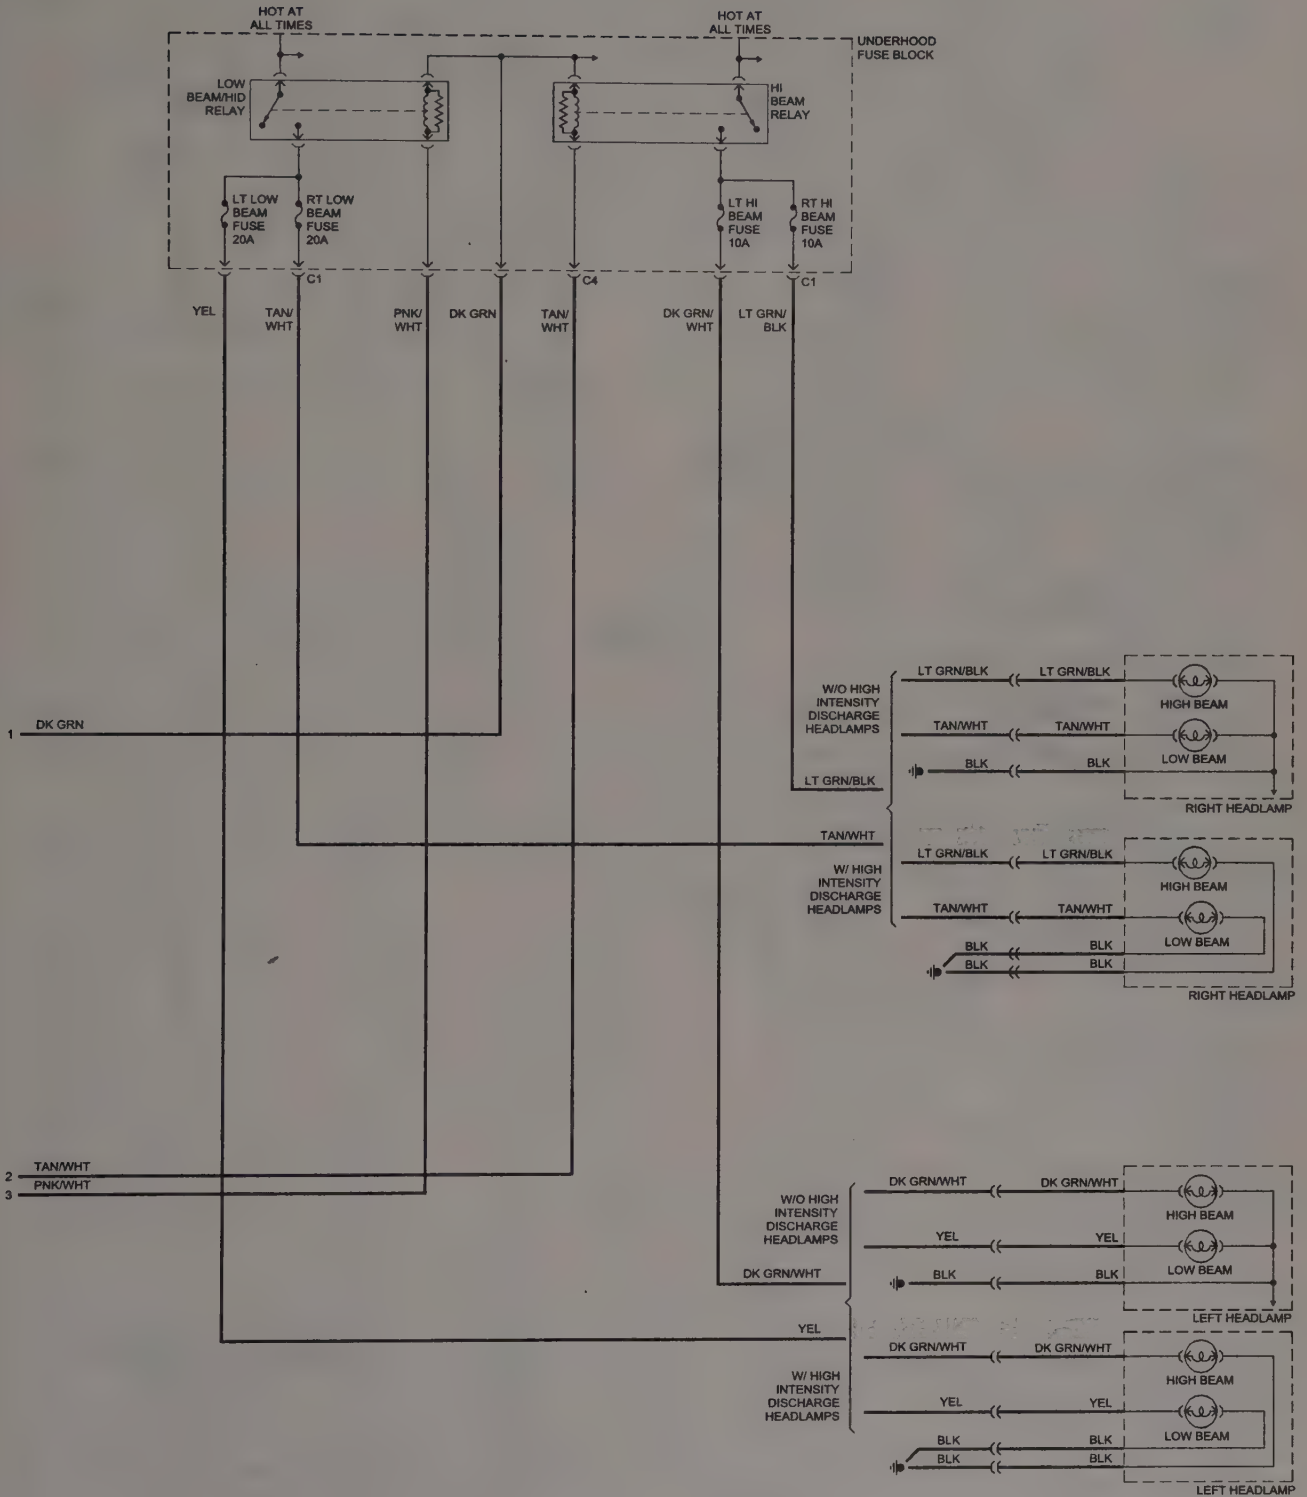 HOT AT
ALL TIMES
HOT AT
ALL TIMES
UNDERHOOD
FUSE BLOCK
LOW
BEAM/HID
RELAY
HI
BEAM
RELAY
LT LOW
BEAM
FUSE
20A
RT LOW
BEAM
FUSE
20A
LT HI
BEAM
FUSE
10A
RT HI
BEAM
FUSE
10A
C1
C4
C1
YEL
TAN/
WHT
PNK/
WHT
DK GRN
TAN/
WHT
DK GRN/
WHT
LT GRN/
BLK
W/O HIGH
INTENSITY
DISCHARGE
HEADLAMPS
LT GRN/BLK
LT GRN/BLK
HIGH BEAM
TAN/WHT
TAN/WHT
LOW BEAM
BLK
BLK
RIGHT HEADLAMP
1
DK GRN
LT GRN/BLK
TAN/WHT
W/ HIGH
INTENSITY
DISCHARGE
HEADLAMPS
LT GRN/BLK
LT GRN/BLK
HIGH BEAM
TAN/WHT
TAN/WHT
LOW BEAM
BLK
BLK
BLK
BLK
RIGHT HEADLAMP
2
TAN/WHT
3
PNK/WHT
W/O HIGH
INTENSITY
DISCHARGE
HEADLAMPS
DK GRN/WHT
DK GRN/WHT
HIGH BEAM
YEL
YEL
LOW BEAM
BLK
BLK
LEFT HEADLAMP
DK GRN/WHT
YEL
W/ HIGH
INTENSITY
DISCHARGE
HEADLAMPS
DK GRN/WHT
DK GRN/WHT
HIGH BEAM
YEL
YEL
LOW BEAM
BLK
BLK
BLK
BLK
LEFT HEADLAMP